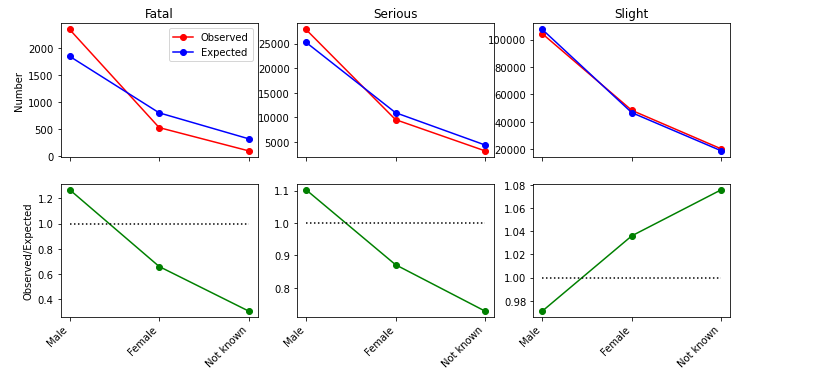 Fatal
Serious
Slight
Number
2000
1500
1000
500
0
Observed
Expected
25000
20000
15000
10000
5000
100000
80000
60000
40000
20000
Observed/Expected
1.2
1.0
0.8
0.6
0.4
1.1
1.0
0.9
0.8
1.08
1.06
1.04
1.02
1.00
0.98
Male
Female
Not known
Male
Female
Not known
Male
Female
Not known